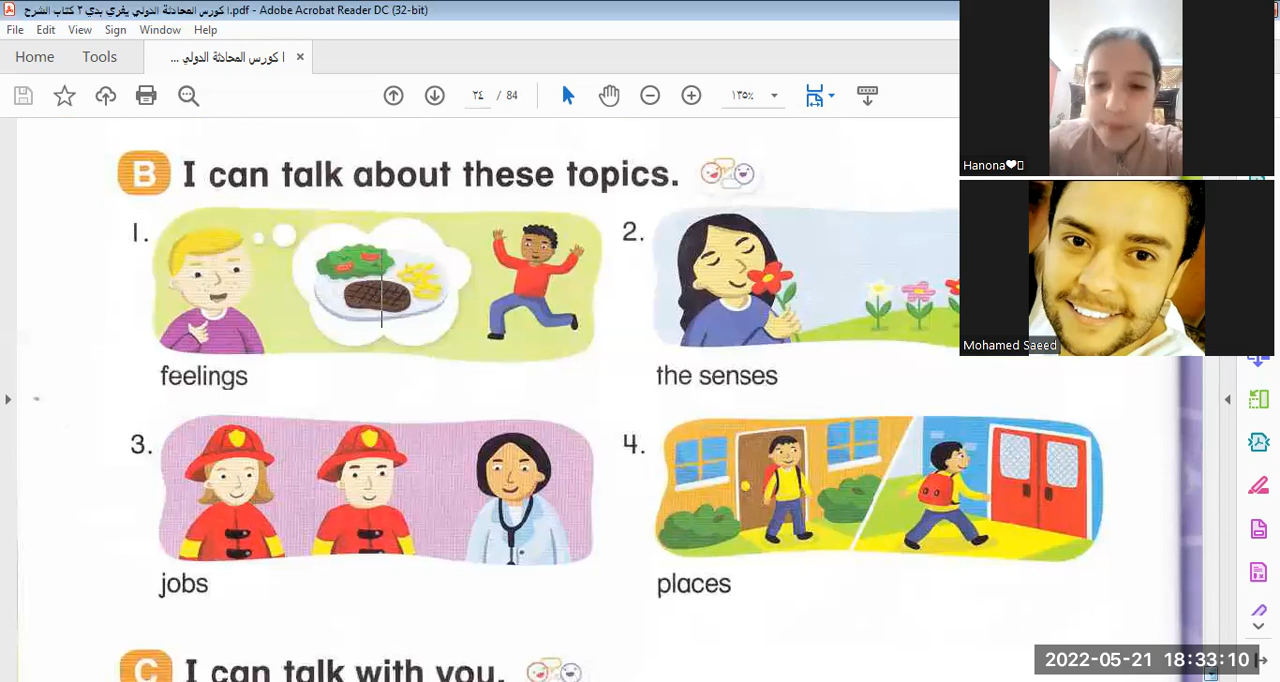 ا كورس المحادثة الدولي يفري بدي ٢ كتاب الشرح.pdf - Adobe Acrobat Reader DC (32-bit)
File Edit View Sign Window Help
Home Tools ا كورس المحادثة الدولي ... ×
٢٤ / 84 ١٣٥٪
Hanona❤
Mohamed Saeed
B I can talk about these topics.
1.
2.
feelings
the senses
3.
4.
jobs
places
C I can talk with you.
2022-05-21 18:33:10